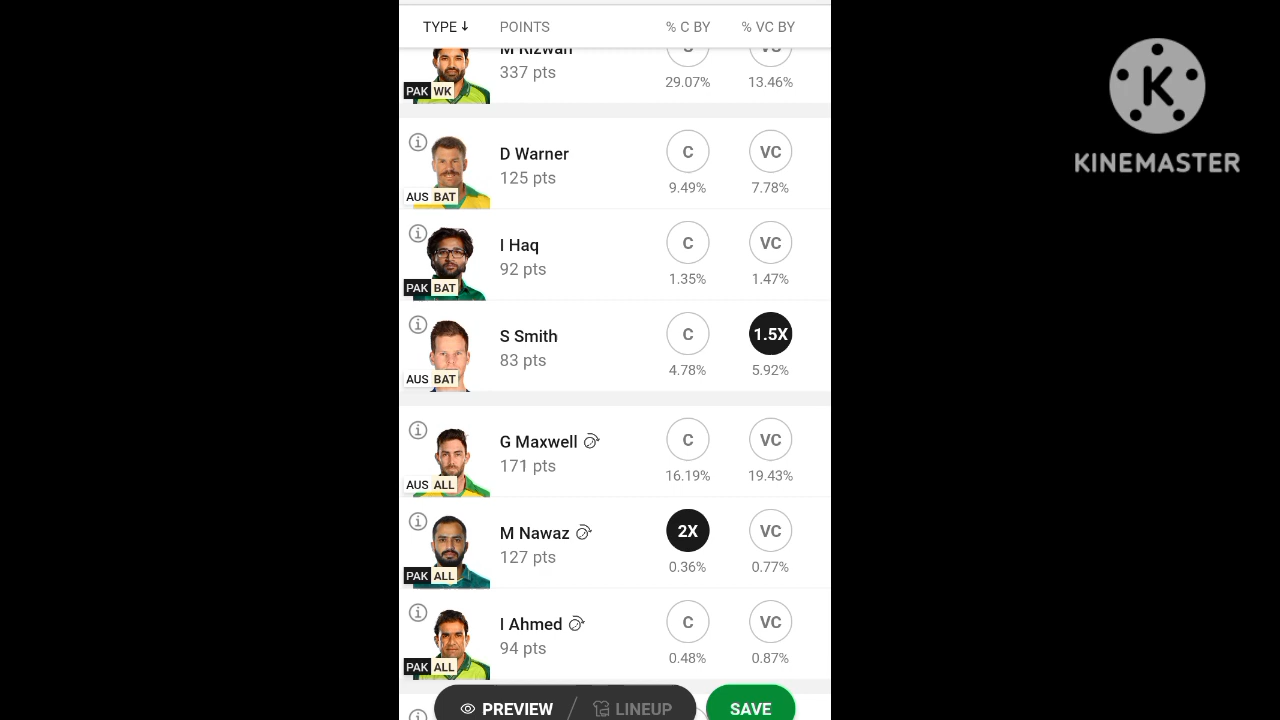 TYPE↓ POINTS % C BY % VC BY
M Rizwan C VC
337 pts 29.07% 13.46%
PAK WK
D Warner C VC
125 pts 9.49% 7.78%
AUS BAT
I Haq C VC
92 pts 1.35% 1.47%
PAK BAT
S Smith C 1.5X
83 pts 4.78% 5.92%
AUS BAT
G Maxwell C VC
171 pts 16.19% 19.43%
AUS ALL
M Nawaz 2X VC
127 pts 0.36% 0.77%
PAK ALL
I Ahmed C VC
94 pts 0.48% 0.87%
PAK ALL
PREVIEW / LINEUP SAVE
K
KINEMASTER